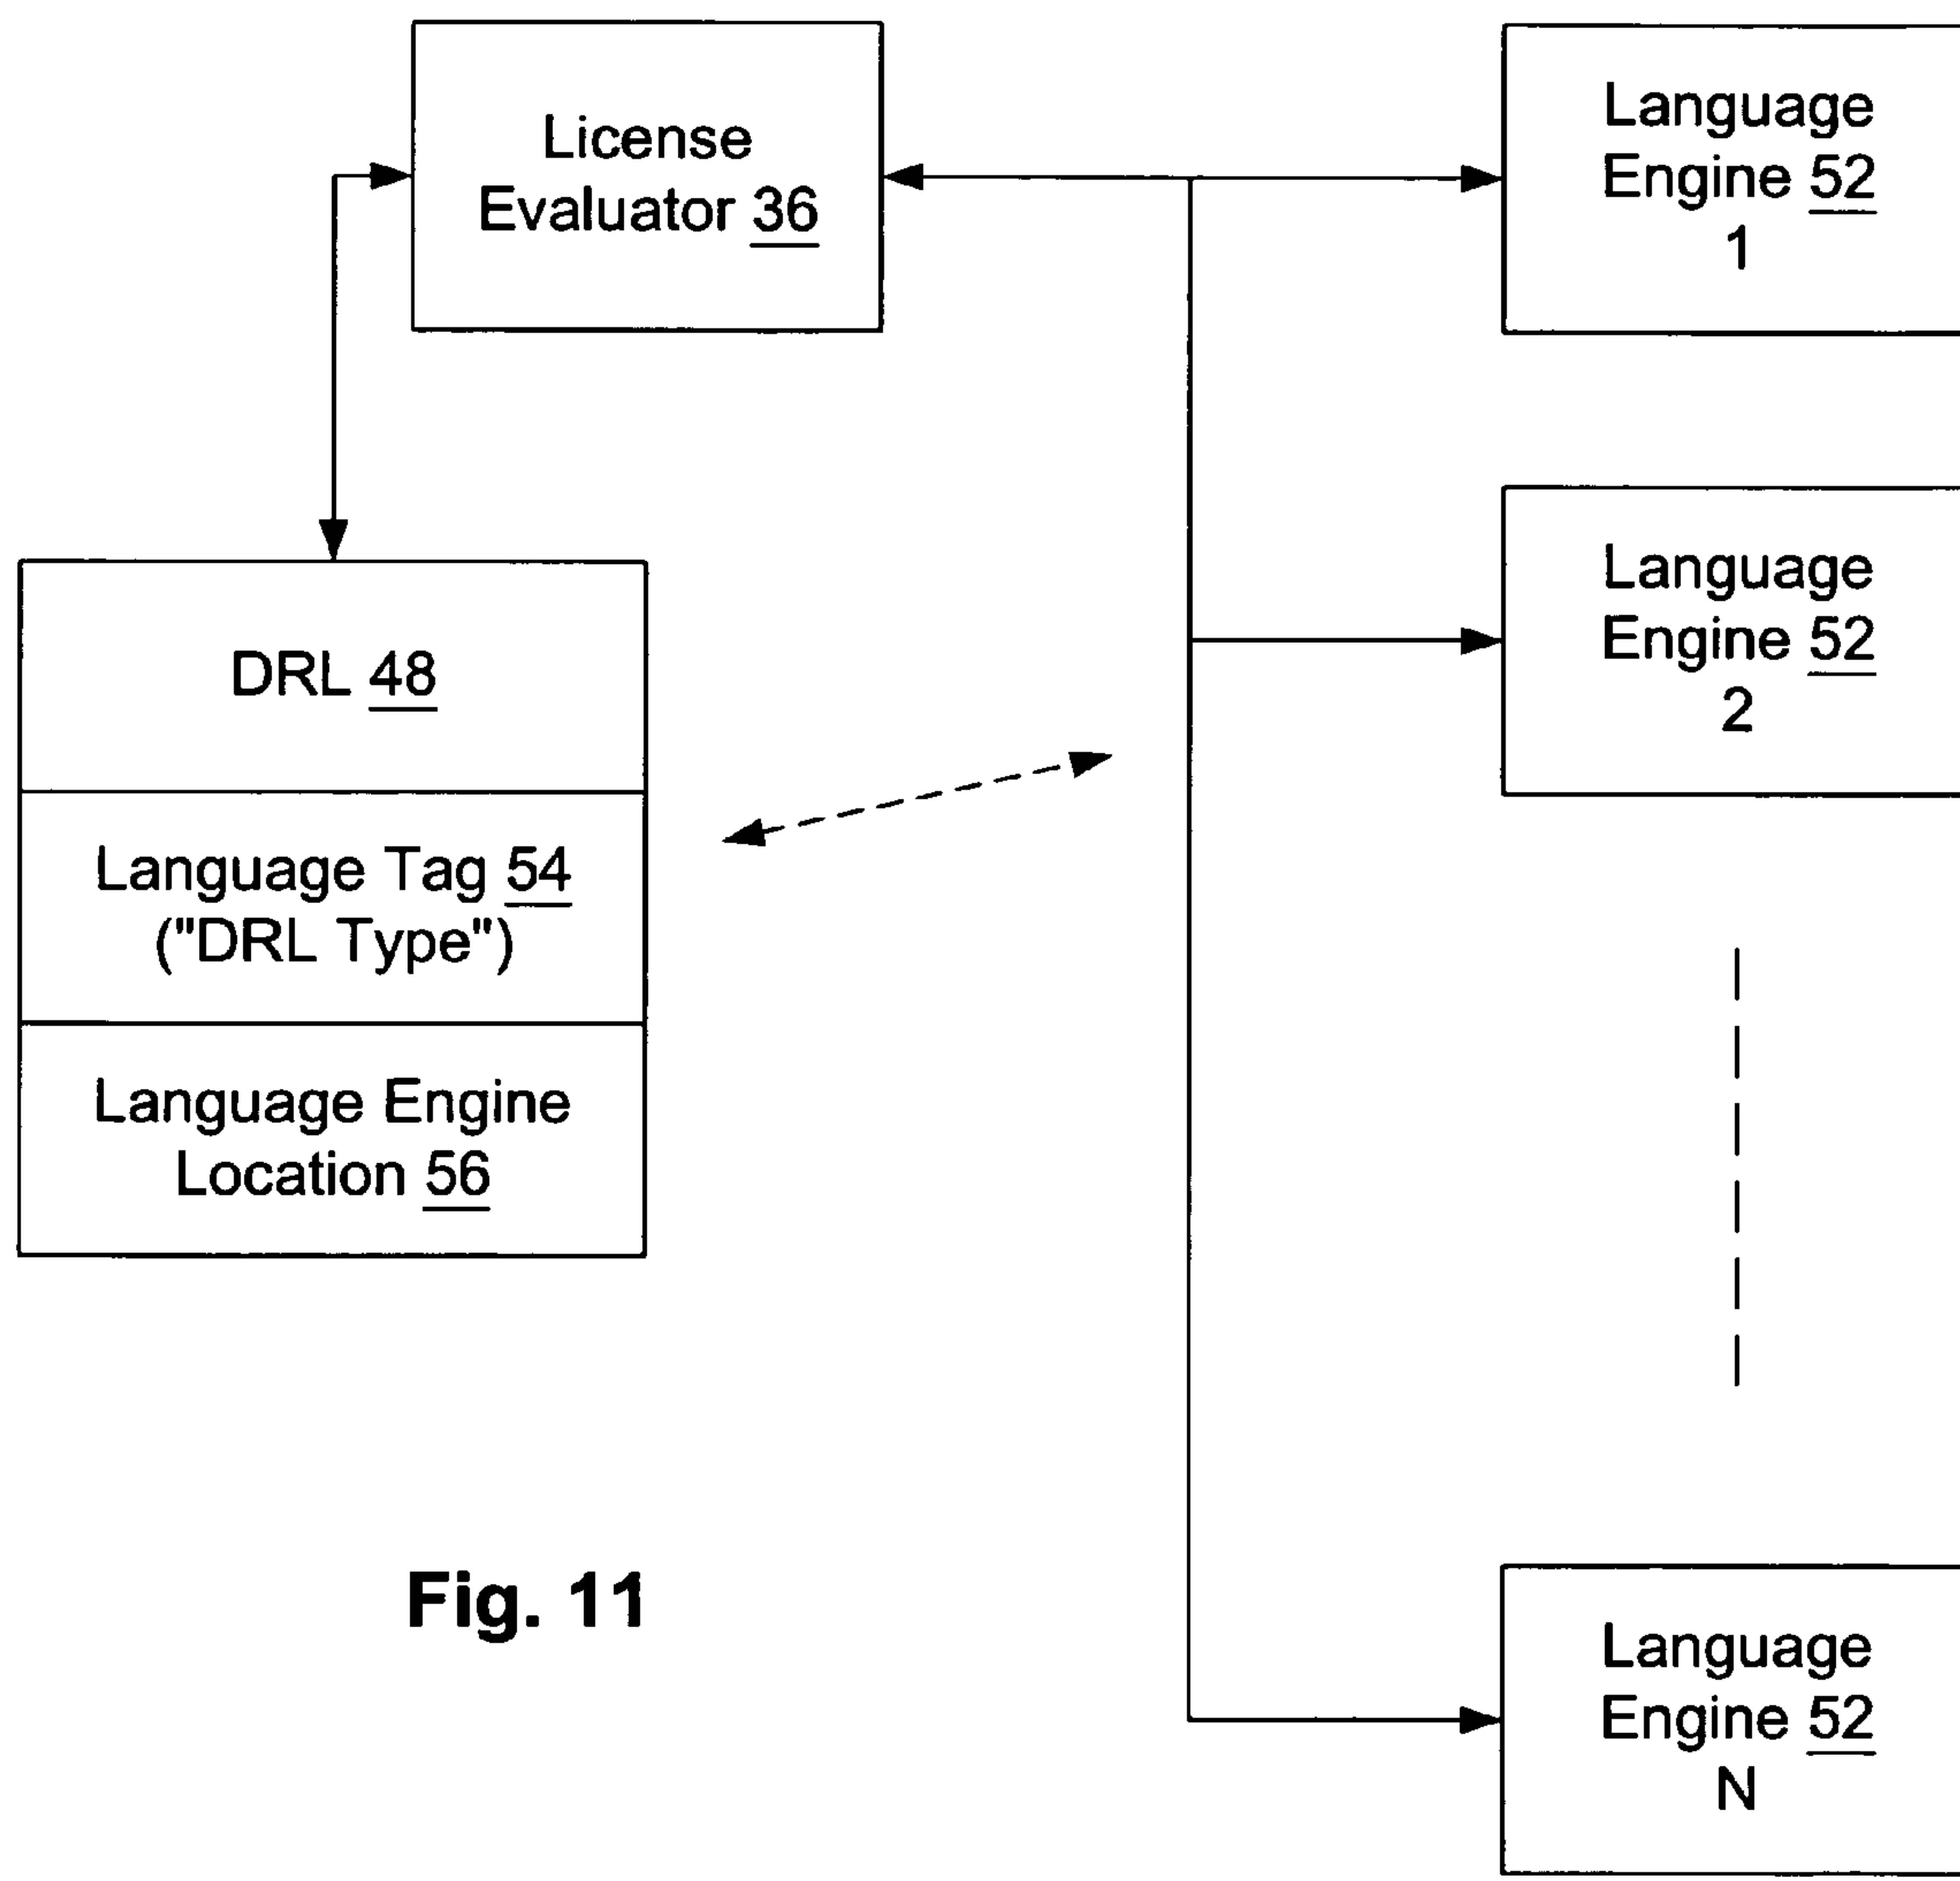 License
Evaluator 36
Language
Engine 52
1
Language
Engine 52
2
DRL 48
Language Tag 54
("DRL Type")
Language Engine
Location 56
Fig. 11
Language
Engine 52
N